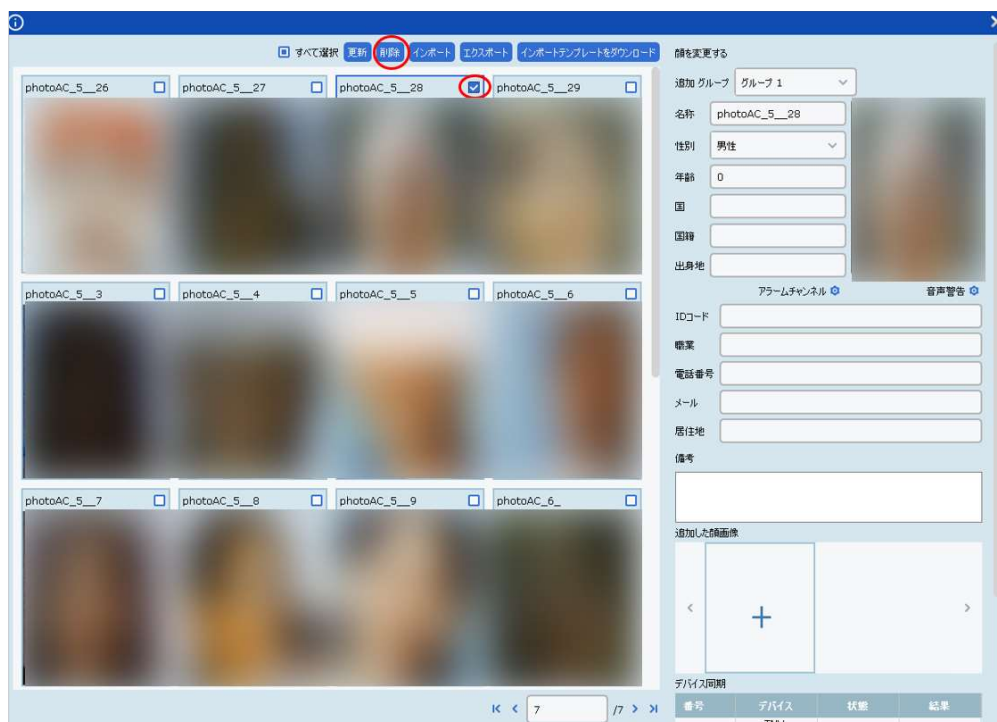 すべて選択 更新 削除 インポート エクスポート インポートテンプレートをダウンロード
photoAC_5__26 photoAC_5__27 photoAC_5__28 photoAC_5__29
photoAC_5__3 photoAC_5__4 photoAC_5__5 photoAC_5__6
photoAC_5__7 photoAC_5__8 photoAC_5__9 photoAC_6_
7 /7
顔を変更する
追加 グループ グループ 1
名称 photoAC_5__28
性別 男性
年齢 0
国
国籍
出身地
アラームチャンネル 音声警告
IDコード
職業
電話番号
メール
居住地
備考
追加した顔画像
デバイス同期
番号 デバイス 状態 結果